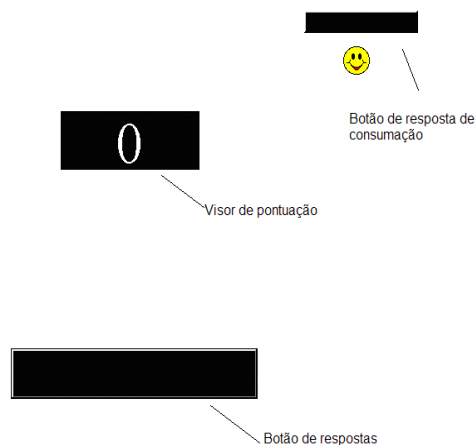 Botão de resposta de
consumação
0
Visor de pontuação
Botão de respostas